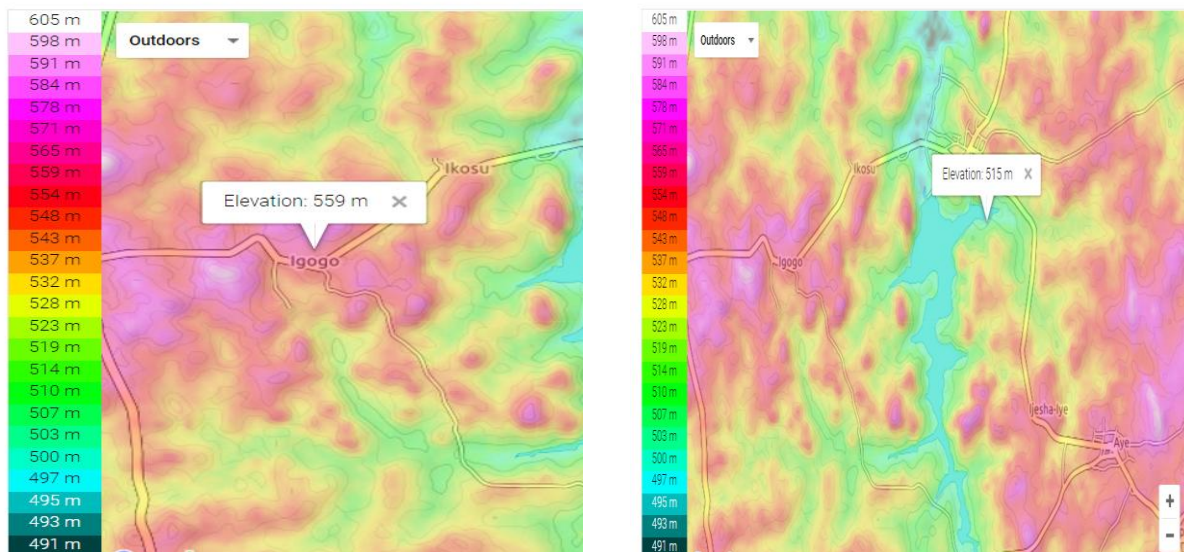 605 m
598 m
591 m
584 m
577 m
571 m
565 m
559 m
554 m
548 m
543 m
537 m
532 m
528 m
523 m
519 m
514 m
510 m
507 m
503 m
500 m
497 m
495 m
493 m
491 m
Outdoors
Ikosu
Elevation: 559 m ×
Igogo
605 m
598 m
591 m
584 m
578 m
571 m
565 m
559 m
554 m
548 m
543 m
537 m
532 m
528 m
523 m
519 m
514 m
510 m
507 m
503 m
500 m
497 m
495 m
493 m
491 m
Outdoors
Ikosu
Elevation: 515 m ×
Igogo
Ijesha-Iye
Aye
+
−